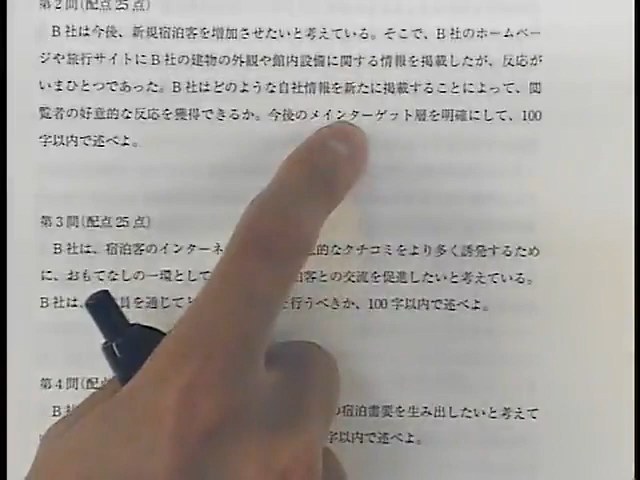 第2問(配点25点)
B社は今後、新規宿泊客を増加させたいと考えている。そこで、B社のホームペー
ジや旅行サイトにB社の建物の外観や館内設備に関する情報を掲載したが、反応が
いまひとつであった。B社はどのような自社情報を新たに掲載することによって、閲
覧者の好意的な反応を獲得できるか。今後のメインターゲット層を明確にして、100
字以内で述べよ。
第3問(配点25点)
B社は、宿泊客のインターネ 的なクチコミをより多く誘発するため
に、おもてなしの一環として 泊客との交流を促進したいと考えている。
B社は、 員を通じて を行うべきか、100字以内で述べよ。
第4問(配点
B社 の宿泊需要を生み出したいと考えて
字以内で述べよ。